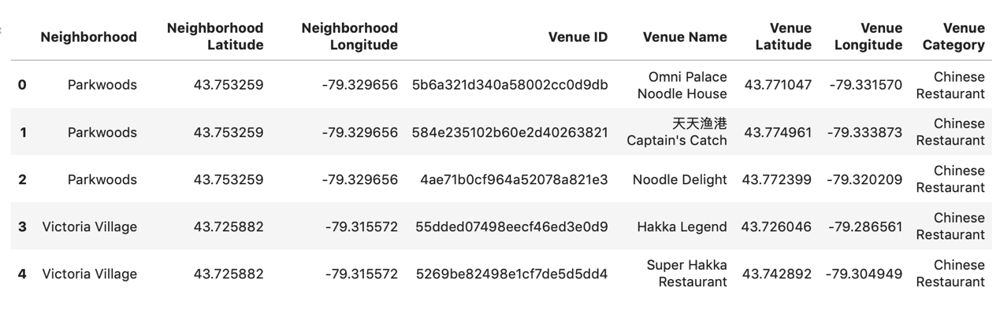 Neighborhood Neighborhood Latitude Neighborhood Longitude Venue ID Venue Name Venue Latitude Venue Longitude Venue Category
0 Parkwoods 43.753259 -79.329656 5b6a321d340a58002cc0d9db Omni Palace Noodle House 43.771047 -79.331570 Chinese Restaurant
1 Parkwoods 43.753259 -79.329656 584e235102b60e2d40263821 天天渔港 Captain's Catch 43.774961 -79.333873 Chinese Restaurant
2 Parkwoods 43.753259 -79.329656 4ae71b0cf964a52078a821e3 Noodle Delight 43.772399 -79.320209 Chinese Restaurant
3 Victoria Village 43.725882 -79.315572 55dded07498eecf46ed3e0d9 Hakka Legend 43.726046 -79.286561 Chinese Restaurant
4 Victoria Village 43.725882 -79.315572 5269be82498e1cf7de5d5dd4 Super Hakka Restaurant 43.742892 -79.304949 Chinese Restaurant